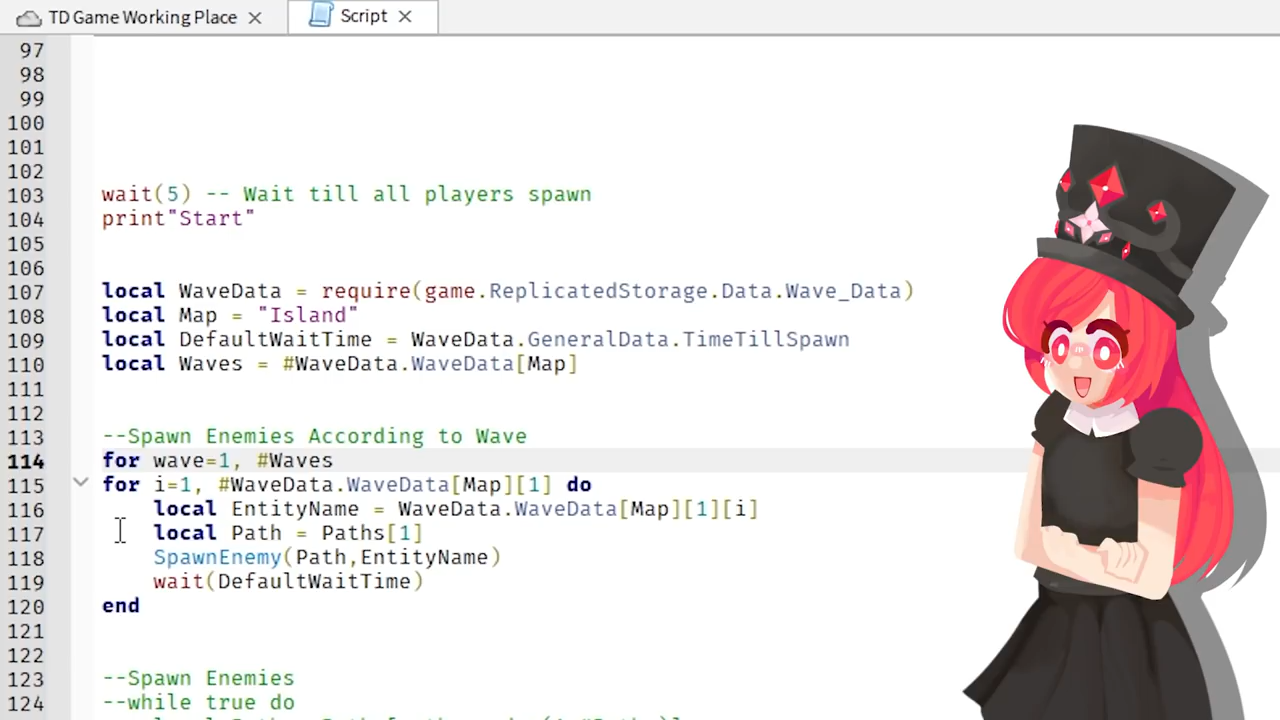 TD Game Working Place
Script
97
98
99
100
101
102
103 wait(5) -- Wait till all players spawn
104 print"Start"
105
106
107 local WaveData = require(game.ReplicatedStorage.Data.Wave_Data)
108 local Map = "Island"
109 local DefaultWaitTime = WaveData.GeneralData.TimeTillSpawn
110 local Waves = #WaveData.WaveData[Map]
111
112
113 --Spawn Enemies According to Wave
114 for wave=1, #Waves
115 for i=1, #WaveData.WaveData[Map][1] do
116 local EntityName = WaveData.WaveData[Map][1][i]
117 local Path = Paths[1]
118 SpawnEnemy(Path,EntityName)
119 wait(DefaultWaitTime)
120 end
121
122
123 --Spawn Enemies
124 --while true do